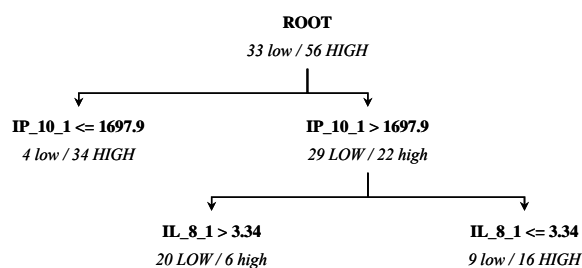 ROOT
33 low / 56 HIGH
IP_10_1 <= 1697.9
4 low / 34 HIGH
IP_10_1 > 1697.9
29 LOW / 22 high
IL_8_1 > 3.34
20 LOW / 6 high
IL_8_1 <= 3.34
9 low / 16 HIGH